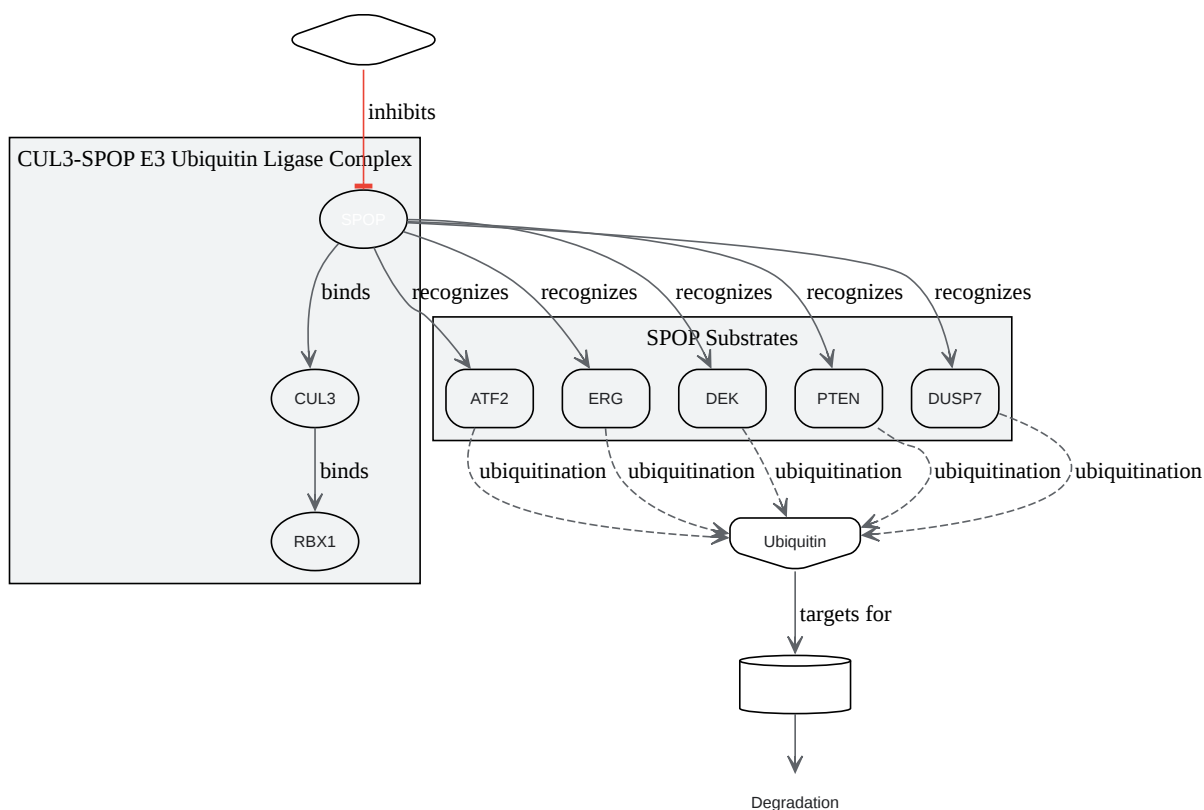 inhibits
CUL3-SPOP E3 Ubiquitin Ligase Complex
SPOP
binds
recognizes
recognizes
recognizes
recognizes
recognizes
SPOP Substrates
CUL3
ATF2
ERG
DEK
PTEN
DUSP7
binds
ubiquitination
ubiquitination
ubiquitination
ubiquitination
ubiquitination
RBX1
Ubiquitin
targets for
Degradation